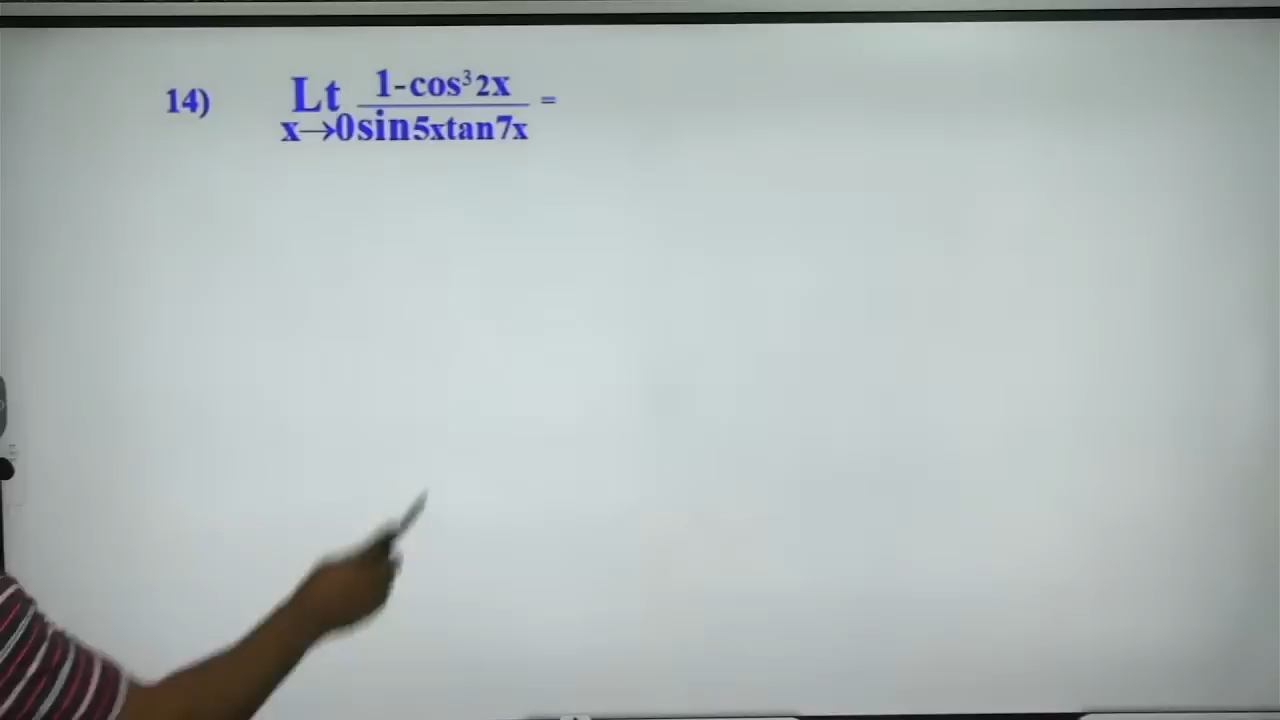 14) Lt 1-cos³2x =
x→0 sin5xtan7x